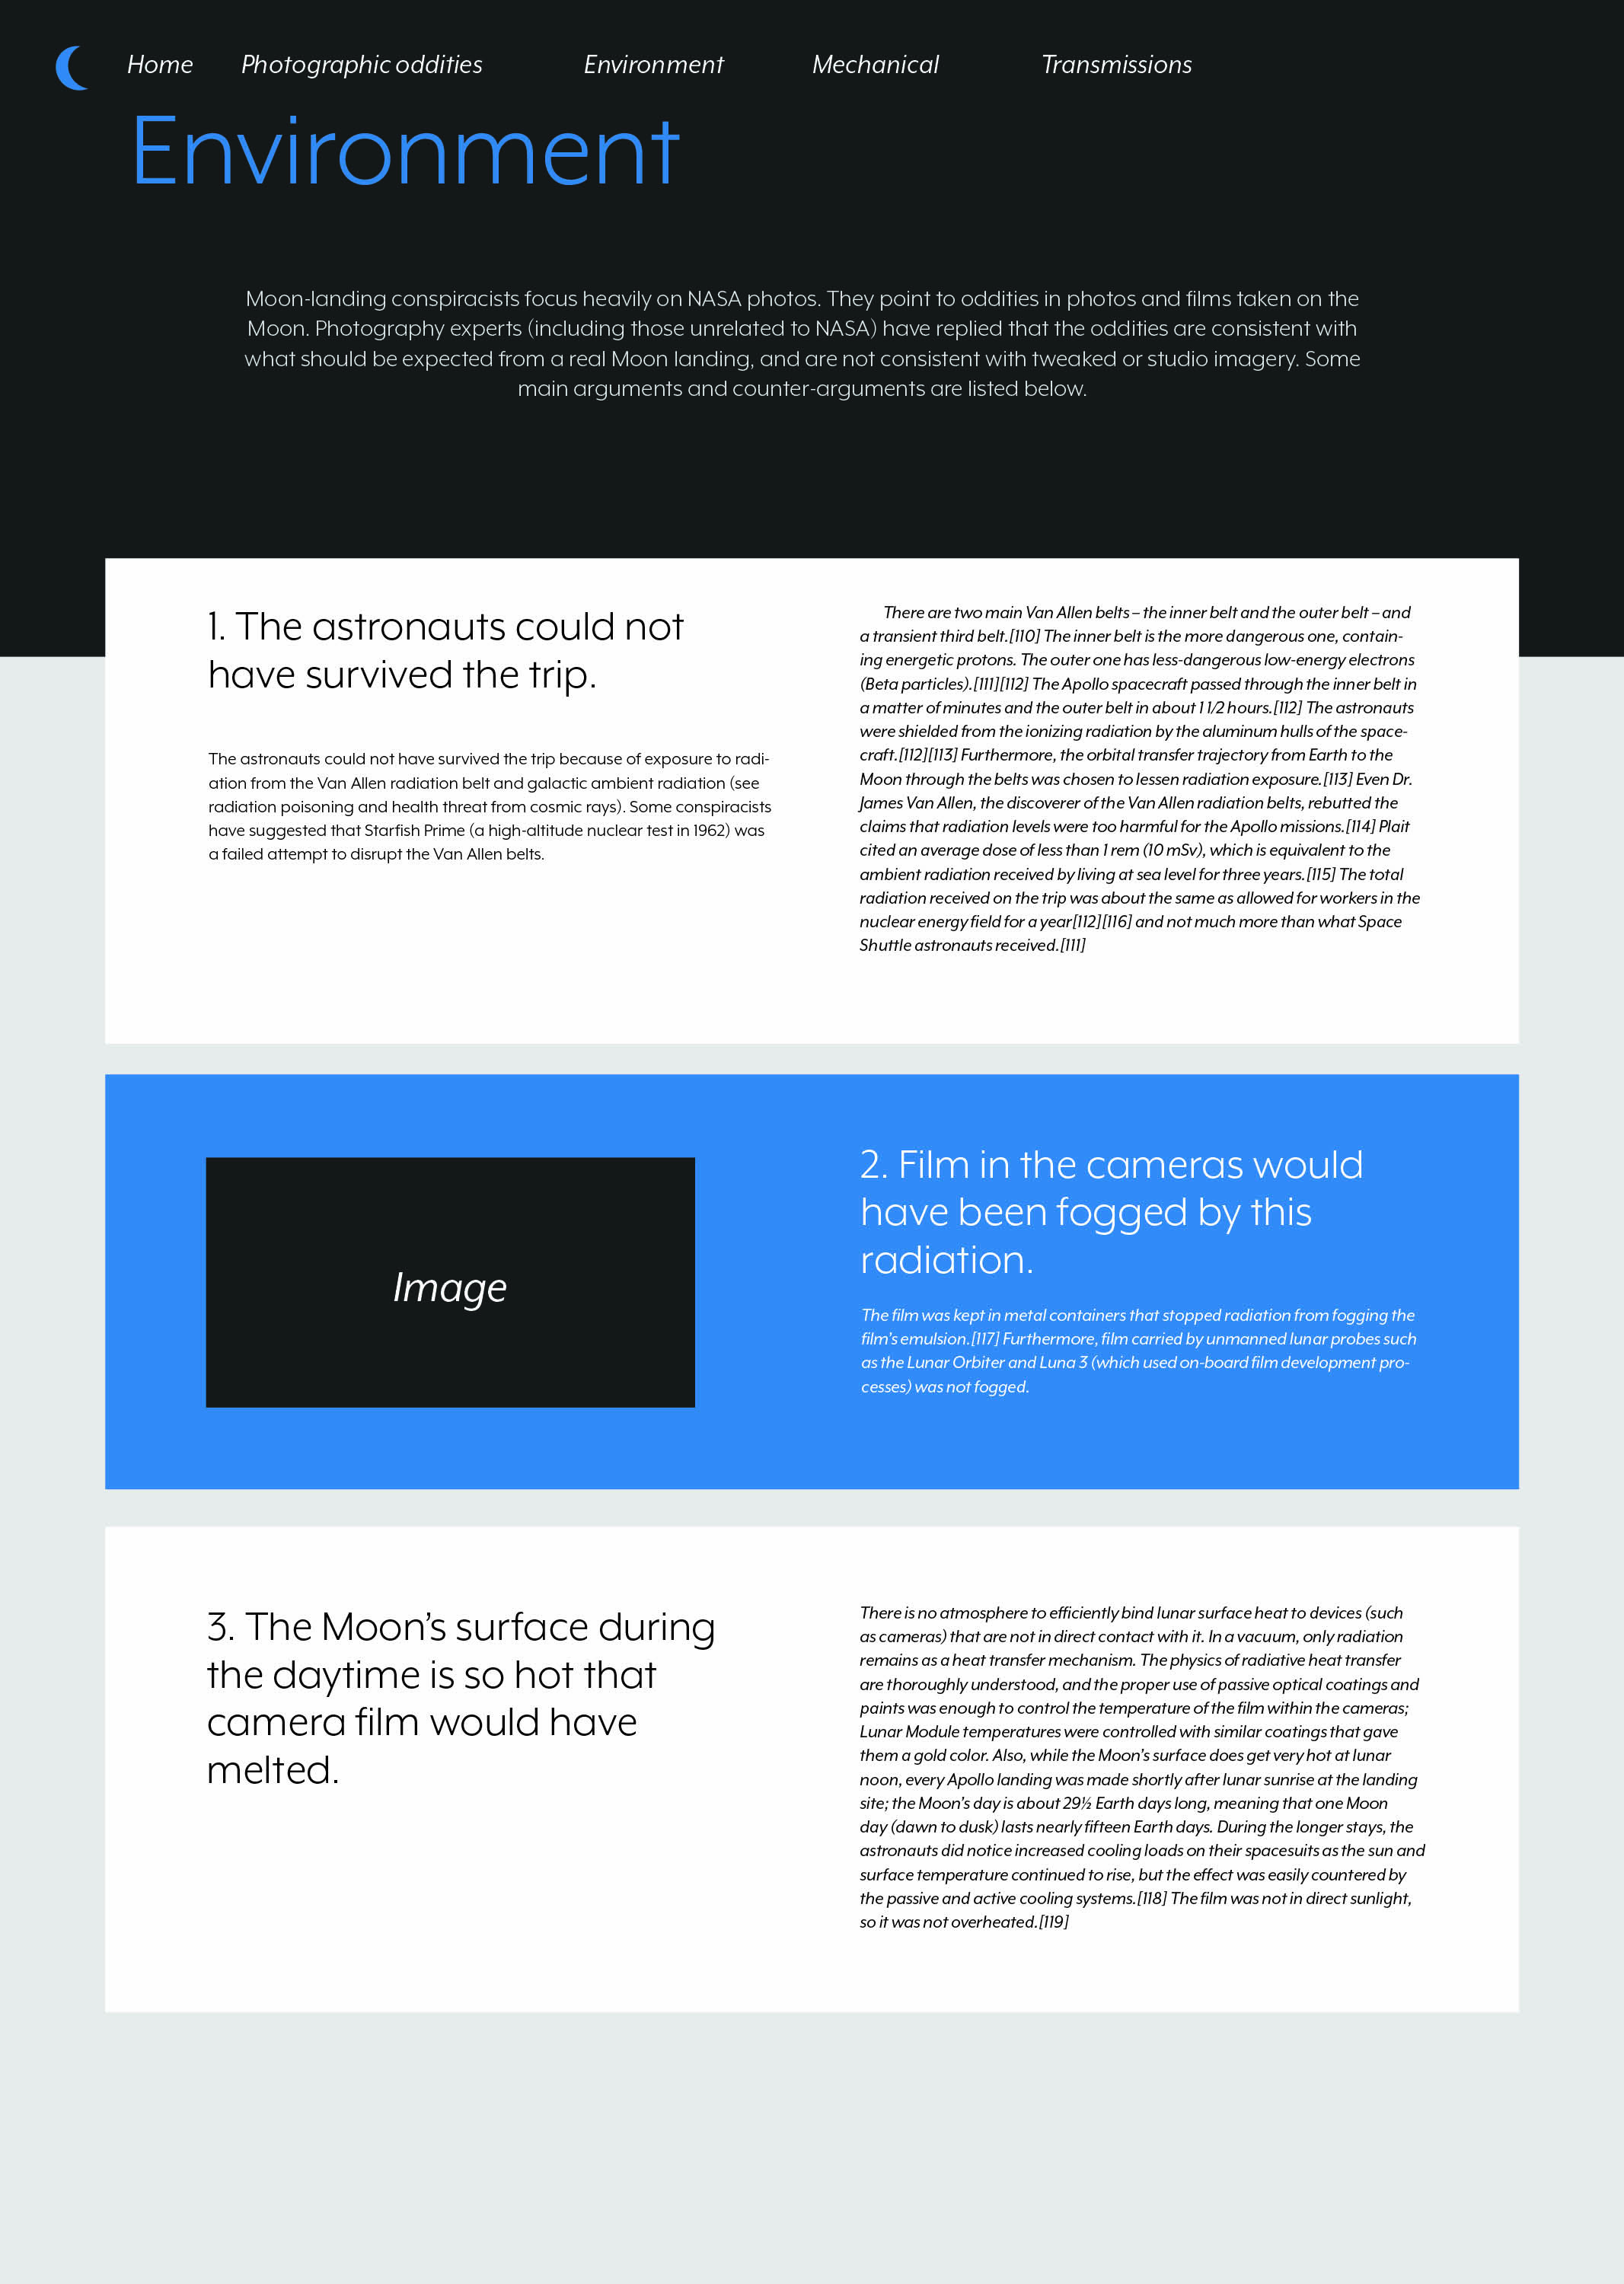 Home Photographic oddities Environment Mechanical Transmissions
Environment
Moon-landing conspiracists focus heavily on NASA photos. They point to oddities in photos and films taken on the
Moon. Photography experts (including those unrelated to NASA) have replied that the oddities are consistent with
what should be expected from a real Moon landing, and are not consistent with tweaked or studio imagery. Some
main arguments and counter-arguments are listed below.
1. The astronauts could not
have survived the trip.
The astronauts could not have survived the trip because of exposure to radi-
ation from the Van Allen radiation belt and galactic ambient radiation (see
radiation poisoning and health threat from cosmic rays). Some conspiracists
have suggested that Starfish Prime (a high-altitude nuclear test in 1962) was
a failed attempt to disrupt the Van Allen belts.
There are two main Van Allen belts – the inner belt and the outer belt – and
a transient third belt.[110] The inner belt is the more dangerous one, contain-
ing energetic protons. The outer one has less-dangerous low-energy electrons
(Beta particles).[111][112] The Apollo spacecraft passed through the inner belt in
a matter of minutes and the outer belt in about 1 1/2 hours.[112] The astronauts
were shielded from the ionizing radiation by the aluminum hulls of the space-
craft.[112][113] Furthermore, the orbital transfer trajectory from Earth to the
Moon through the belts was chosen to lessen radiation exposure.[113] Even Dr.
James Van Allen, the discoverer of the Van Allen radiation belts, rebutted the
claims that radiation levels were too harmful for the Apollo missions.[114] Plait
cited an average dose of less than 1 rem (10 mSv), which is equivalent to the
ambient radiation received by living at sea level for three years.[115] The total
radiation received on the trip was about the same as allowed for workers in the
nuclear energy field for a year[112][116] and not much more than what Space
Shuttle astronauts received.[111]
Image
2. Film in the cameras would
have been fogged by this
radiation.
The film was kept in metal containers that stopped radiation from fogging the
film's emulsion.[117] Furthermore, film carried by unmanned lunar probes such
as the Lunar Orbiter and Luna 3 (which used on-board film development pro-
cesses) was not fogged.
3. The Moon's surface during
the daytime is so hot that
camera film would have
melted.
There is no atmosphere to efficiently bind lunar surface heat to devices (such
as cameras) that are not in direct contact with it. In a vacuum, only radiation
remains as a heat transfer mechanism. The physics of radiative heat transfer
are thoroughly understood, and the proper use of passive optical coatings and
paints was enough to control the temperature of the film within the cameras;
Lunar Module temperatures were controlled with similar coatings that gave
them a gold color. Also, while the Moon's surface does get very hot at lunar
noon, every Apollo landing was made shortly after lunar sunrise at the landing
site; the Moon's day is about 29½ Earth days long, meaning that one Moon
day (dawn to dusk) lasts nearly fifteen Earth days. During the longer stays, the
astronauts did notice increased cooling loads on their spacesuits as the sun and
surface temperature continued to rise, but the effect was easily countered by
the passive and active cooling systems.[118] The film was not in direct sunlight,
so it was not overheated.[119]